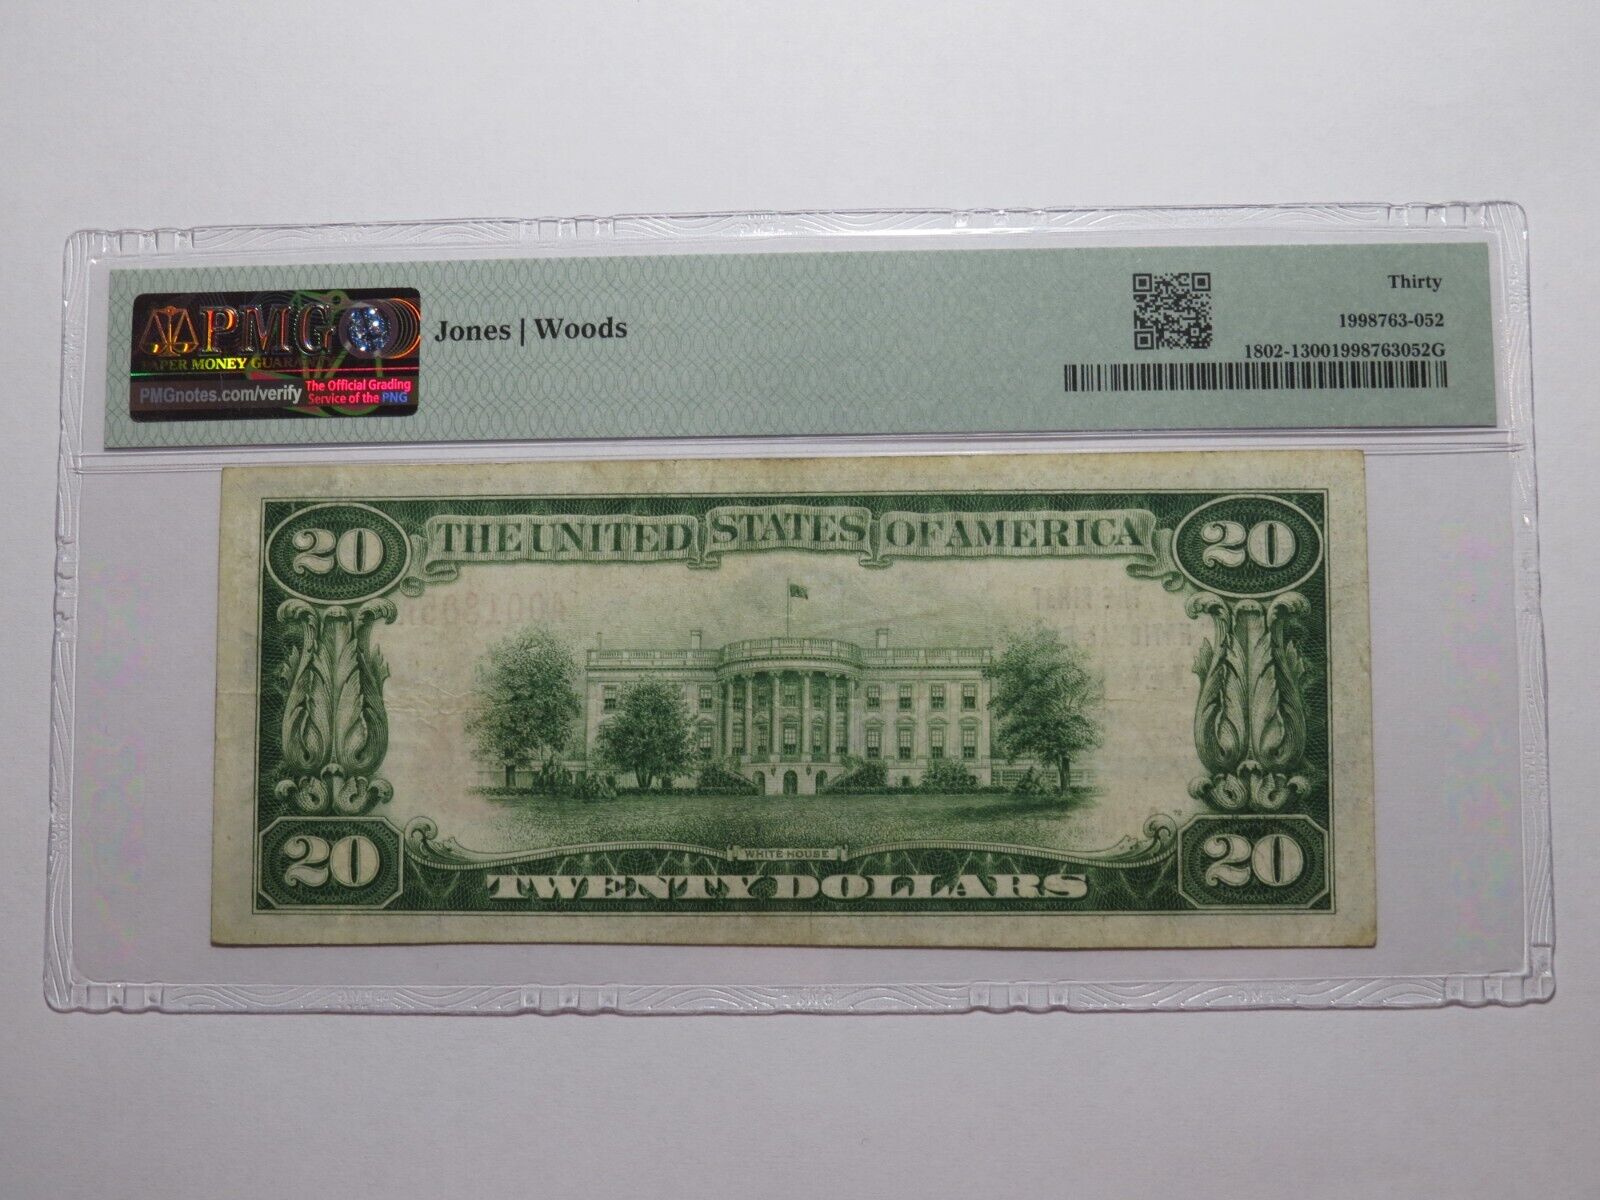 PMG
PAPER MONEY GUARANTY
PMGnotes.com/verify
The Official Grading
Service of the PNG
Jones | Woods
Thirty
1998763-052
1802-13001998763052G
20
THE UNITED STATES OF AMERICA
20
WHITE HOUSE
20
TWENTY DOLLARS
20